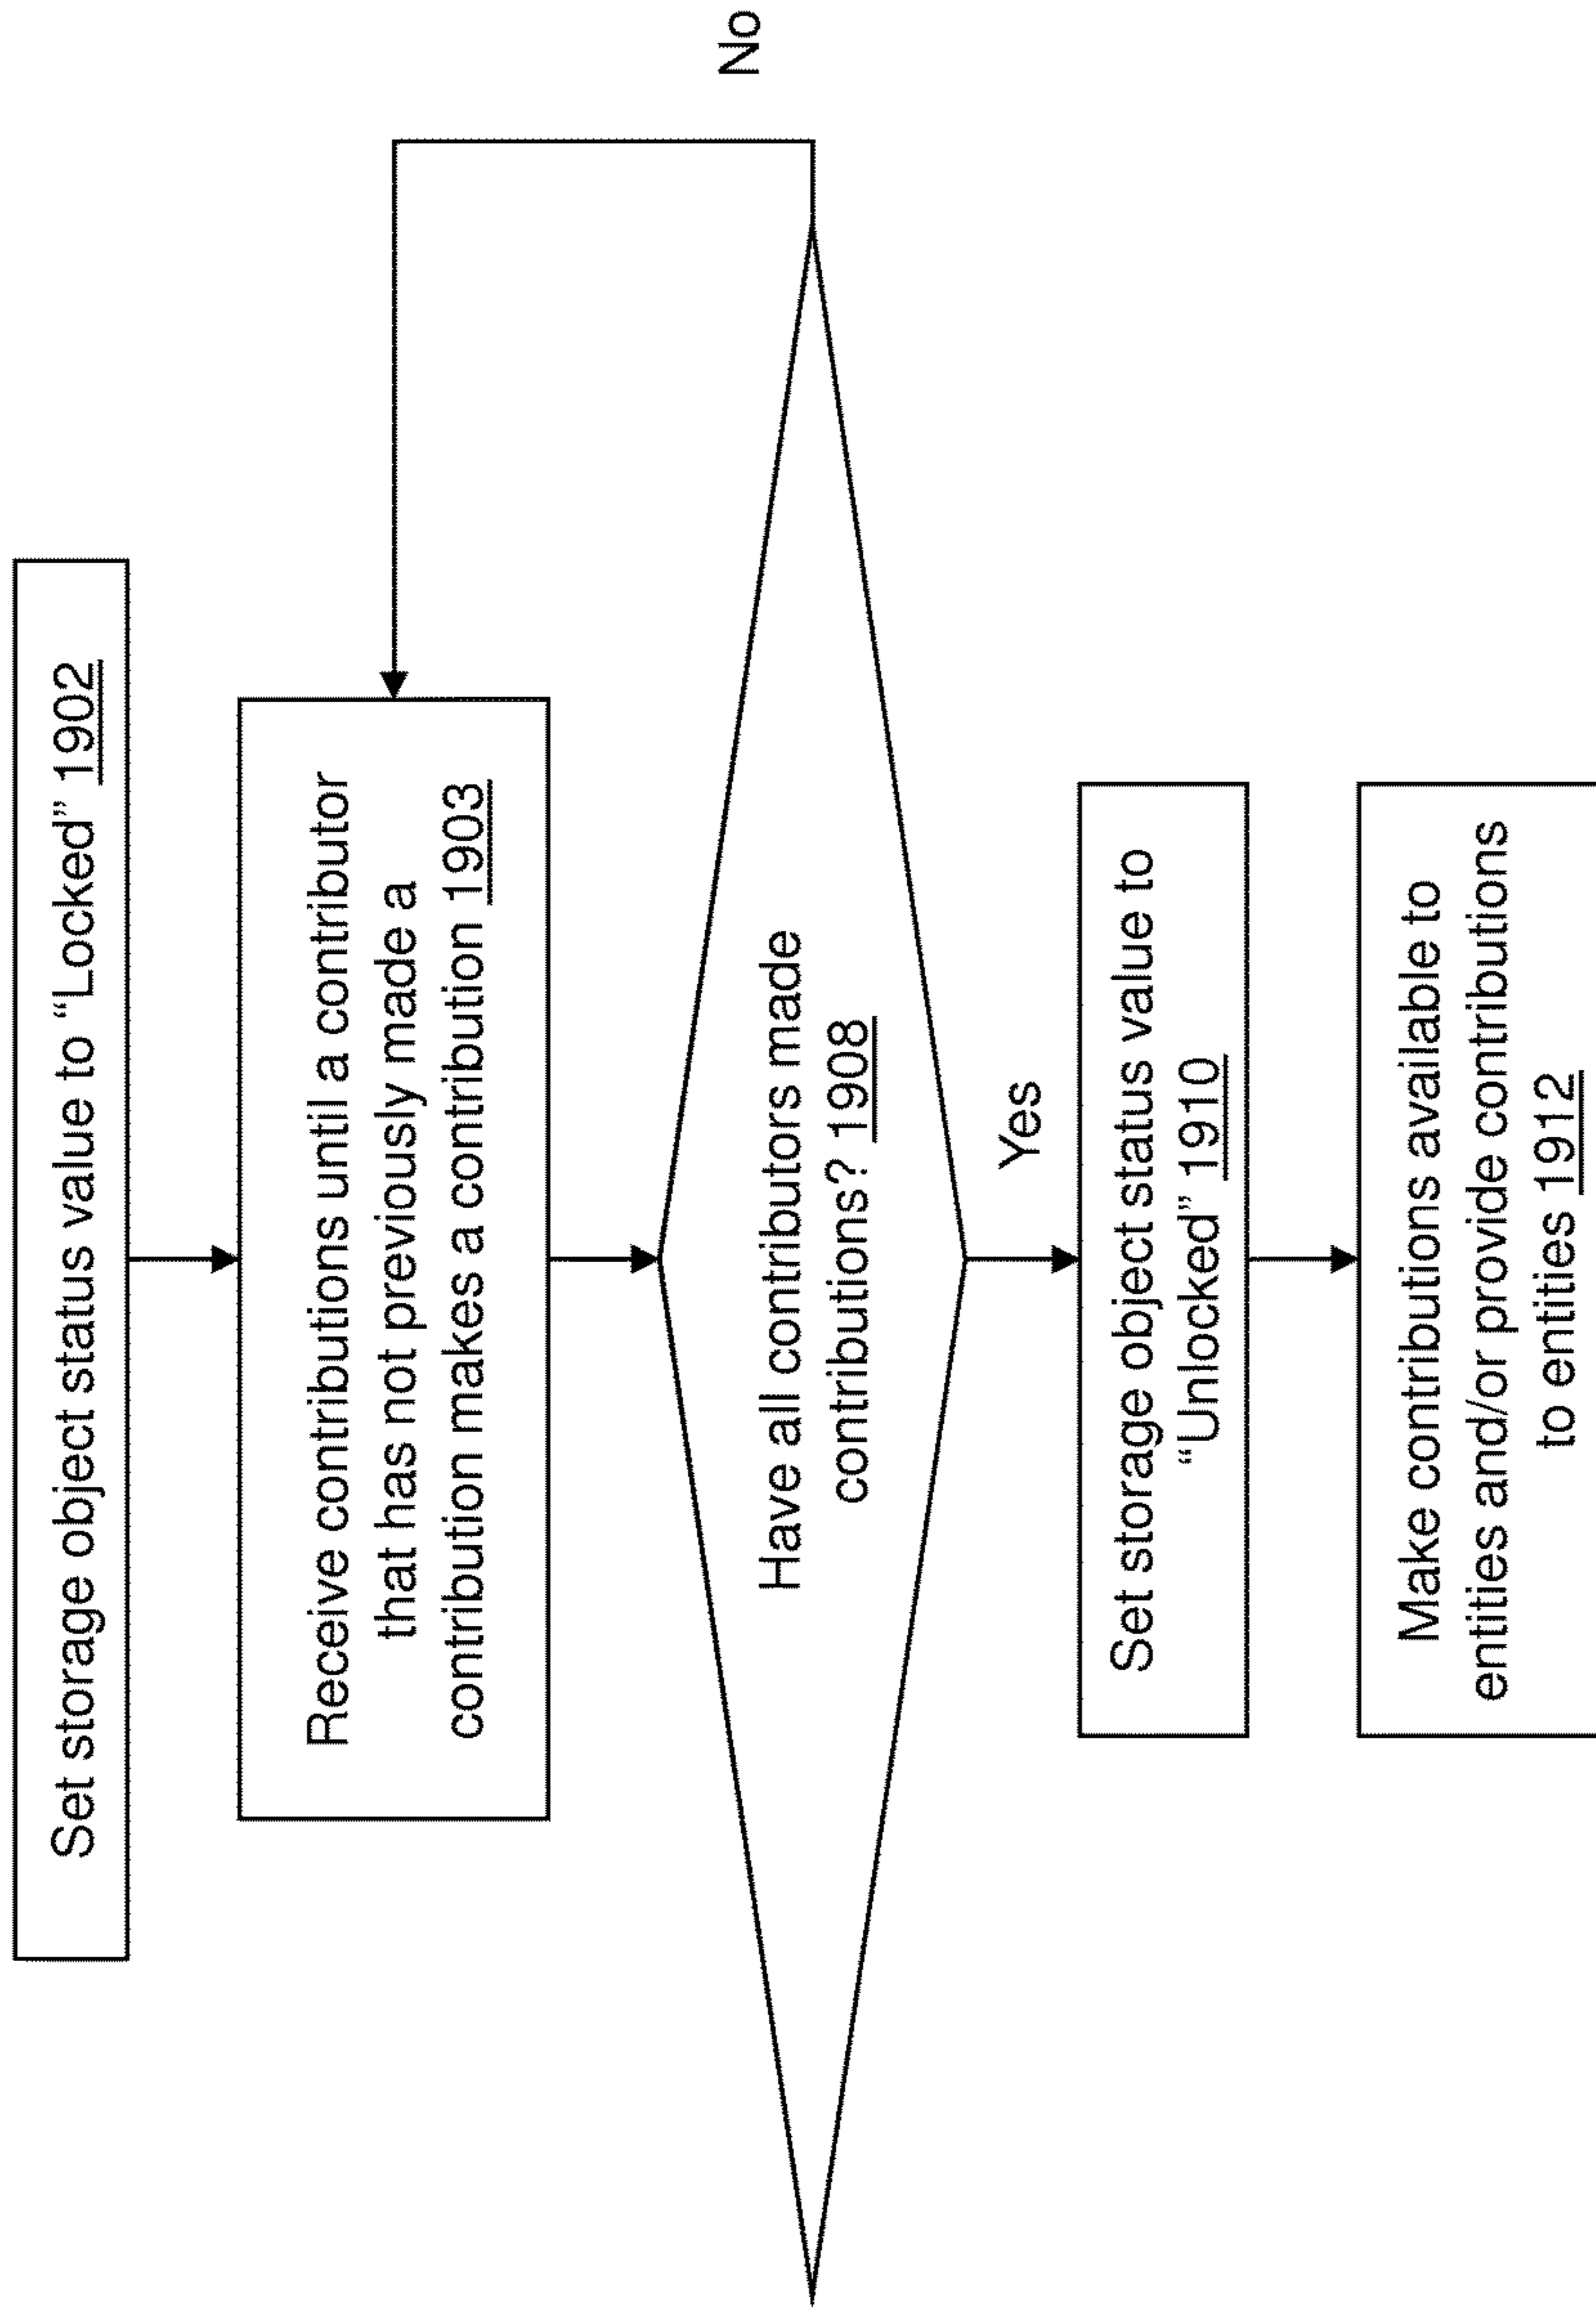 Set storage object status value to “Locked” 1902
Receive contributions until a contributor
that has not previously made a
contribution makes a contribution 1903
Have all contributors made
contributions? 1908
No
Yes
Set storage object status value to
“Unlocked” 1910
Make contributions available to
entities and/or provide contributions
to entities 1912